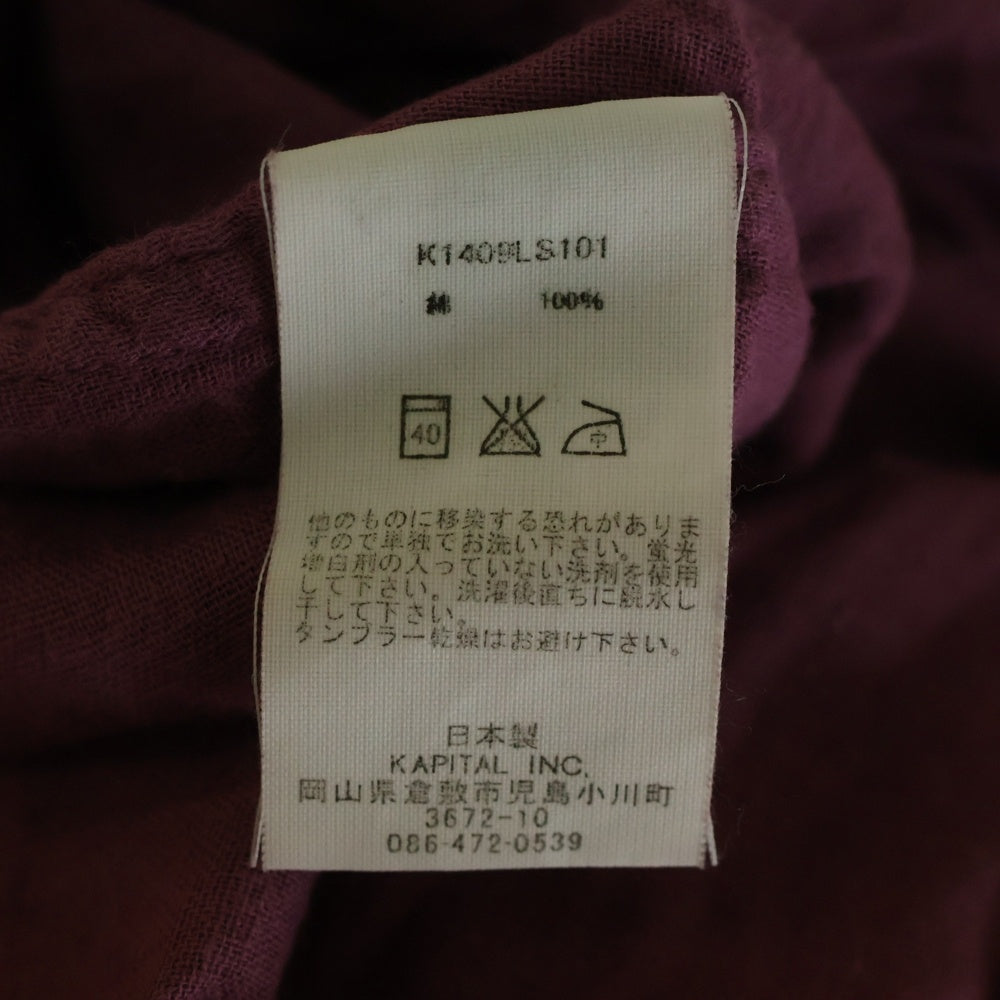 K1409LS101
綿 100%
40 中
他のものに移染する恐れがありま
すので単独でお洗い下さい。蛍光
増白剤の入っていない洗剤を使用
して下さい。洗濯後直ちに脱水し
干して下さい。
タンブラー乾燥はお避け下さい。
日本製
KAPITAL INC.
岡山県倉敷市児島小川町
3672-10
086-472-0539